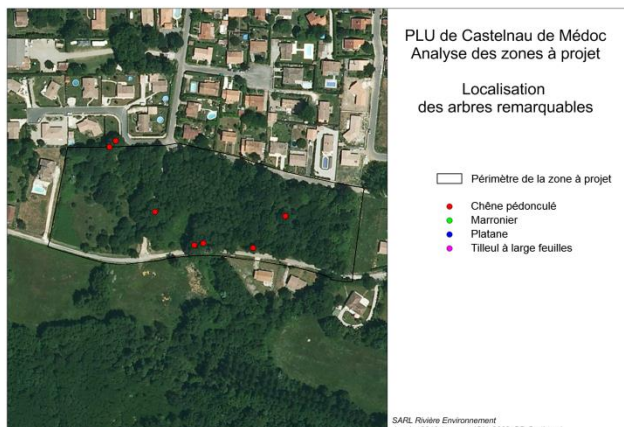 PLU de Castelnau de Médoc
Analyse des zones à projet
Localisation
des arbres remarquables
Périmètre de la zone à projet
Chêne pédonculé
Marronier
Platane
Tilleul à large feuilles
SARL Rivière Environnement